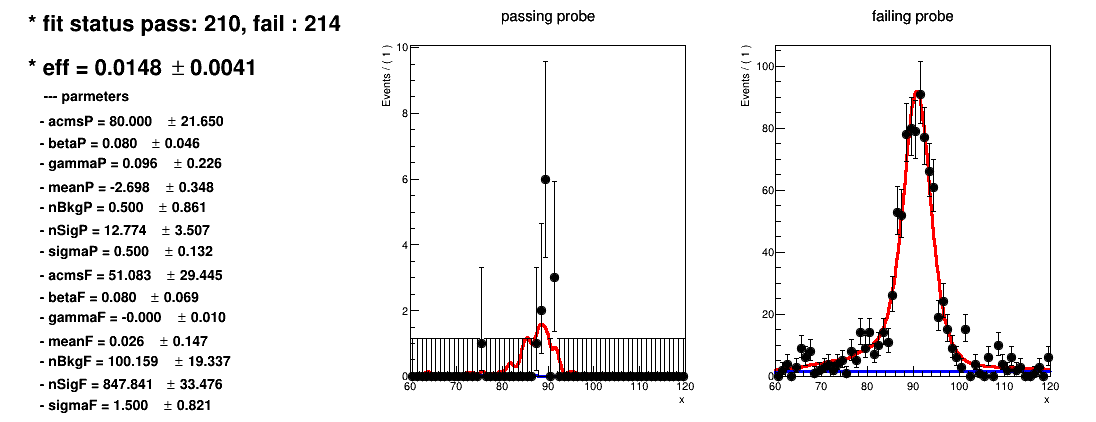 * fit status pass: 210, fail : 214
* eff = 0.0148 ± 0.0041
--- parmeters
- acmsP = 80.000 ± 21.650
- betaP = 0.080 ± 0.046
- gammaP = 0.096 ± 0.226
- meanP = -2.698 ± 0.348
- nBkgP = 0.500 ± 0.861
- nSigP = 12.774 ± 3.507
- sigmaP = 0.500 ± 0.132
- acmsF = 51.083 ± 29.445
- betaF = 0.080 ± 0.069
- gammaF = -0.000 ± 0.010
- meanF = 0.026 ± 0.147
- nBkgF = 100.159 ± 19.337
- nSigF = 847.841 ± 33.476
- sigmaF = 1.500 ± 0.821
passing probe
Events / ( 1 )
10
8
6
4
2
0
60 70 80 90 100 110 120
x
failing probe
Events / ( 1 )
100
80
60
40
20
0
60 70 80 90 100 110 120
x